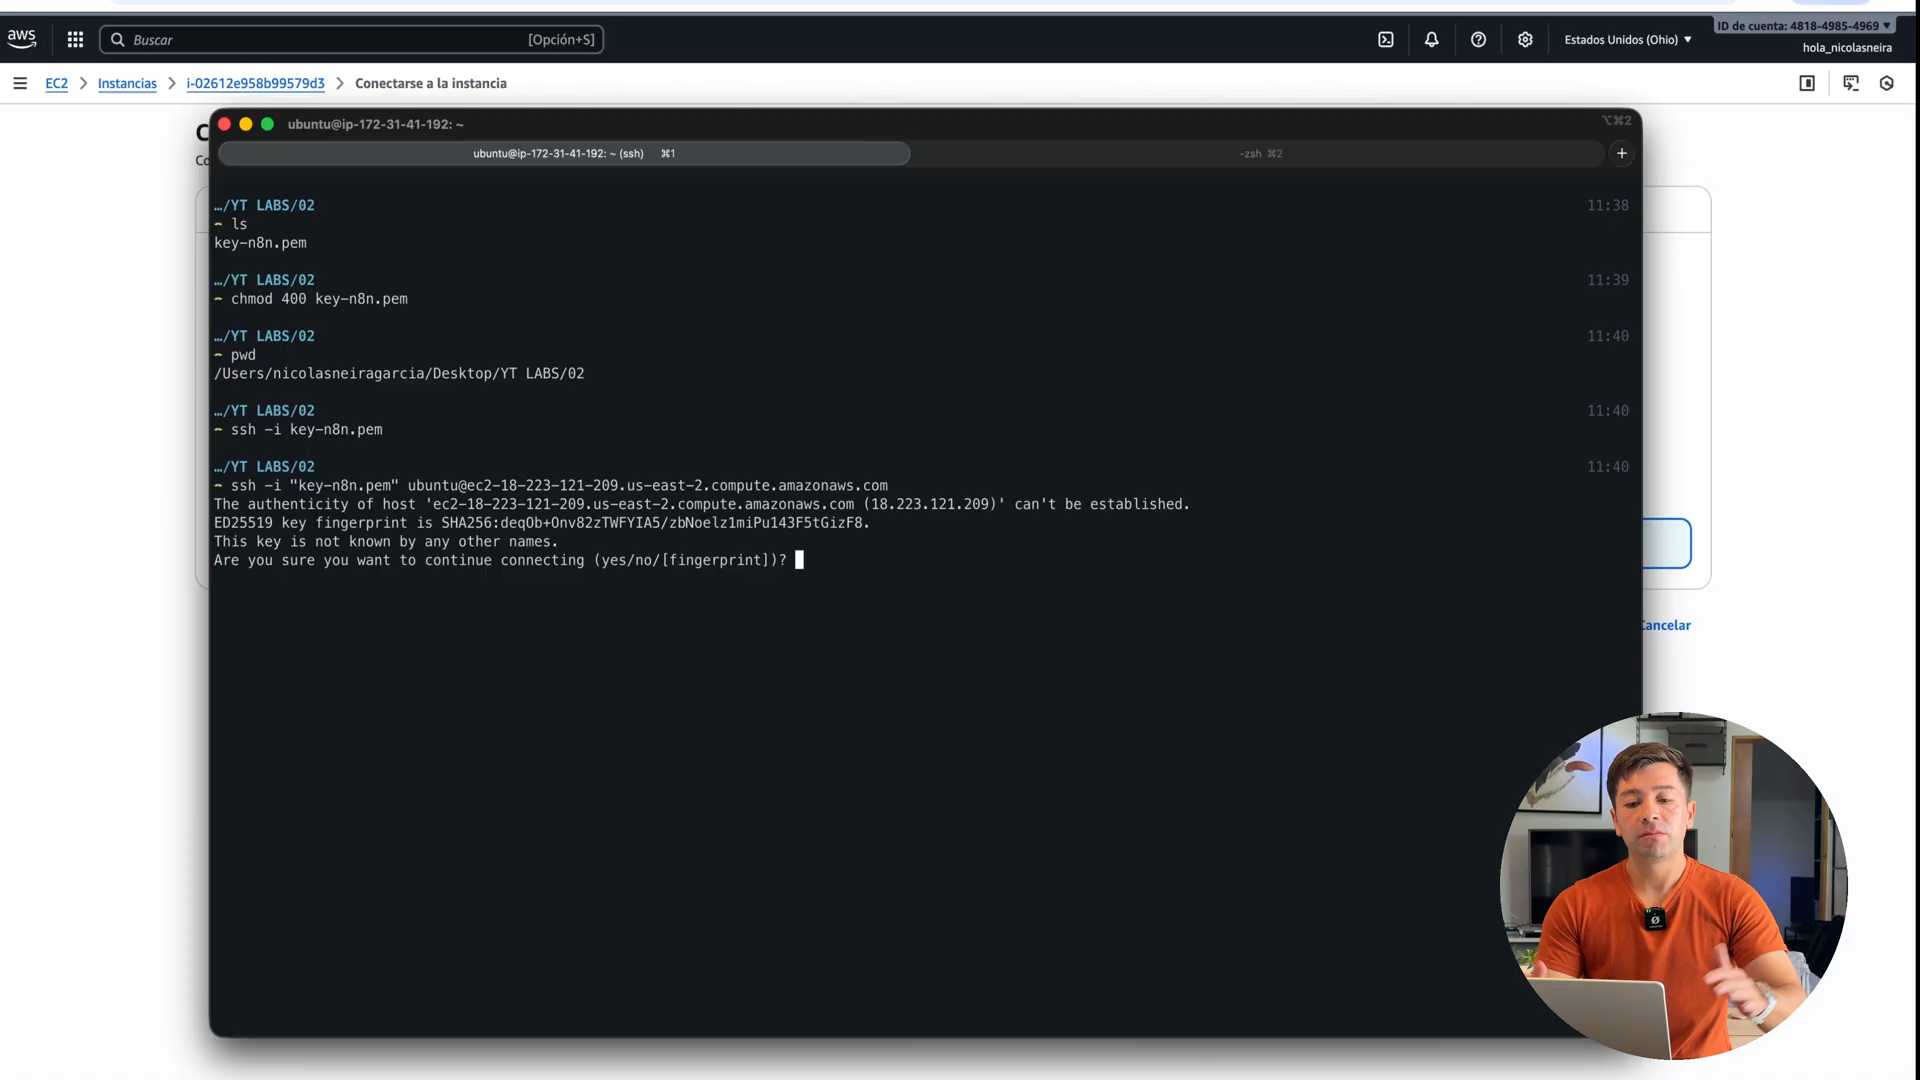 aws
Buscar
[Opción+S]
Estados Unidos (Ohio) ▼
ID de cuenta: 4818-4985-4969 ▼
hola_nicolasneira
EC2 > Instancias > i-02612e958b99579d3 > Conectarse a la instancia
C
Co
ubuntu@ip-172-31-41-192: ~
⌥⌘2
ubuntu@ip-172-31-41-192: ~ (ssh) ⌘1
-zsh ⌘2
+
…/YT LABS/02 11:38
ls
key-n8n.pem
…/YT LABS/02 11:39
chmod 400 key-n8n.pem
…/YT LABS/02 11:40
pwd
/Users/nicolasneiragarcia/Desktop/YT LABS/02
…/YT LABS/02 11:40
ssh -i key-n8n.pem
…/YT LABS/02 11:40
ssh -i "key-n8n.pem" ubuntu@ec2-18-223-121-209.us-east-2.compute.amazonaws.com
The authenticity of host 'ec2-18-223-121-209.us-east-2.compute.amazonaws.com (18.223.121.209)' can't be established.
ED25519 key fingerprint is SHA256:deqOb+Onv82zTWFYIA5/zbNoelz1miPu143F5tGizF8.
This key is not known by any other names.
Are you sure you want to continue connecting (yes/no/[fingerprint])?
Cancelar